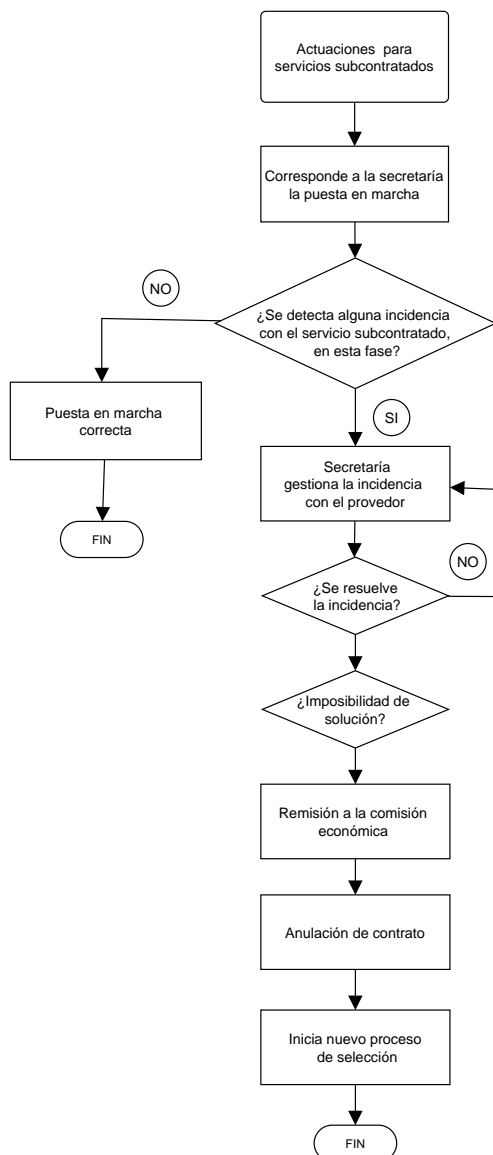 Actuaciones para
servicios subcontratados
Corresponde a la secretaría
la puesta en marcha
NO
¿Se detecta alguna incidencia
con el servicio subcontratado,
en esta fase?
Puesta en marcha
correcta
SI
FIN
Secretaría
gestiona la incidencia
con el provedor
NO
¿Se resuelve
la incidencia?
¿Imposibilidad de
solución?
Remisión a la comisión
económica
Anulación de contrato
Inicia nuevo proceso
de selección
FIN